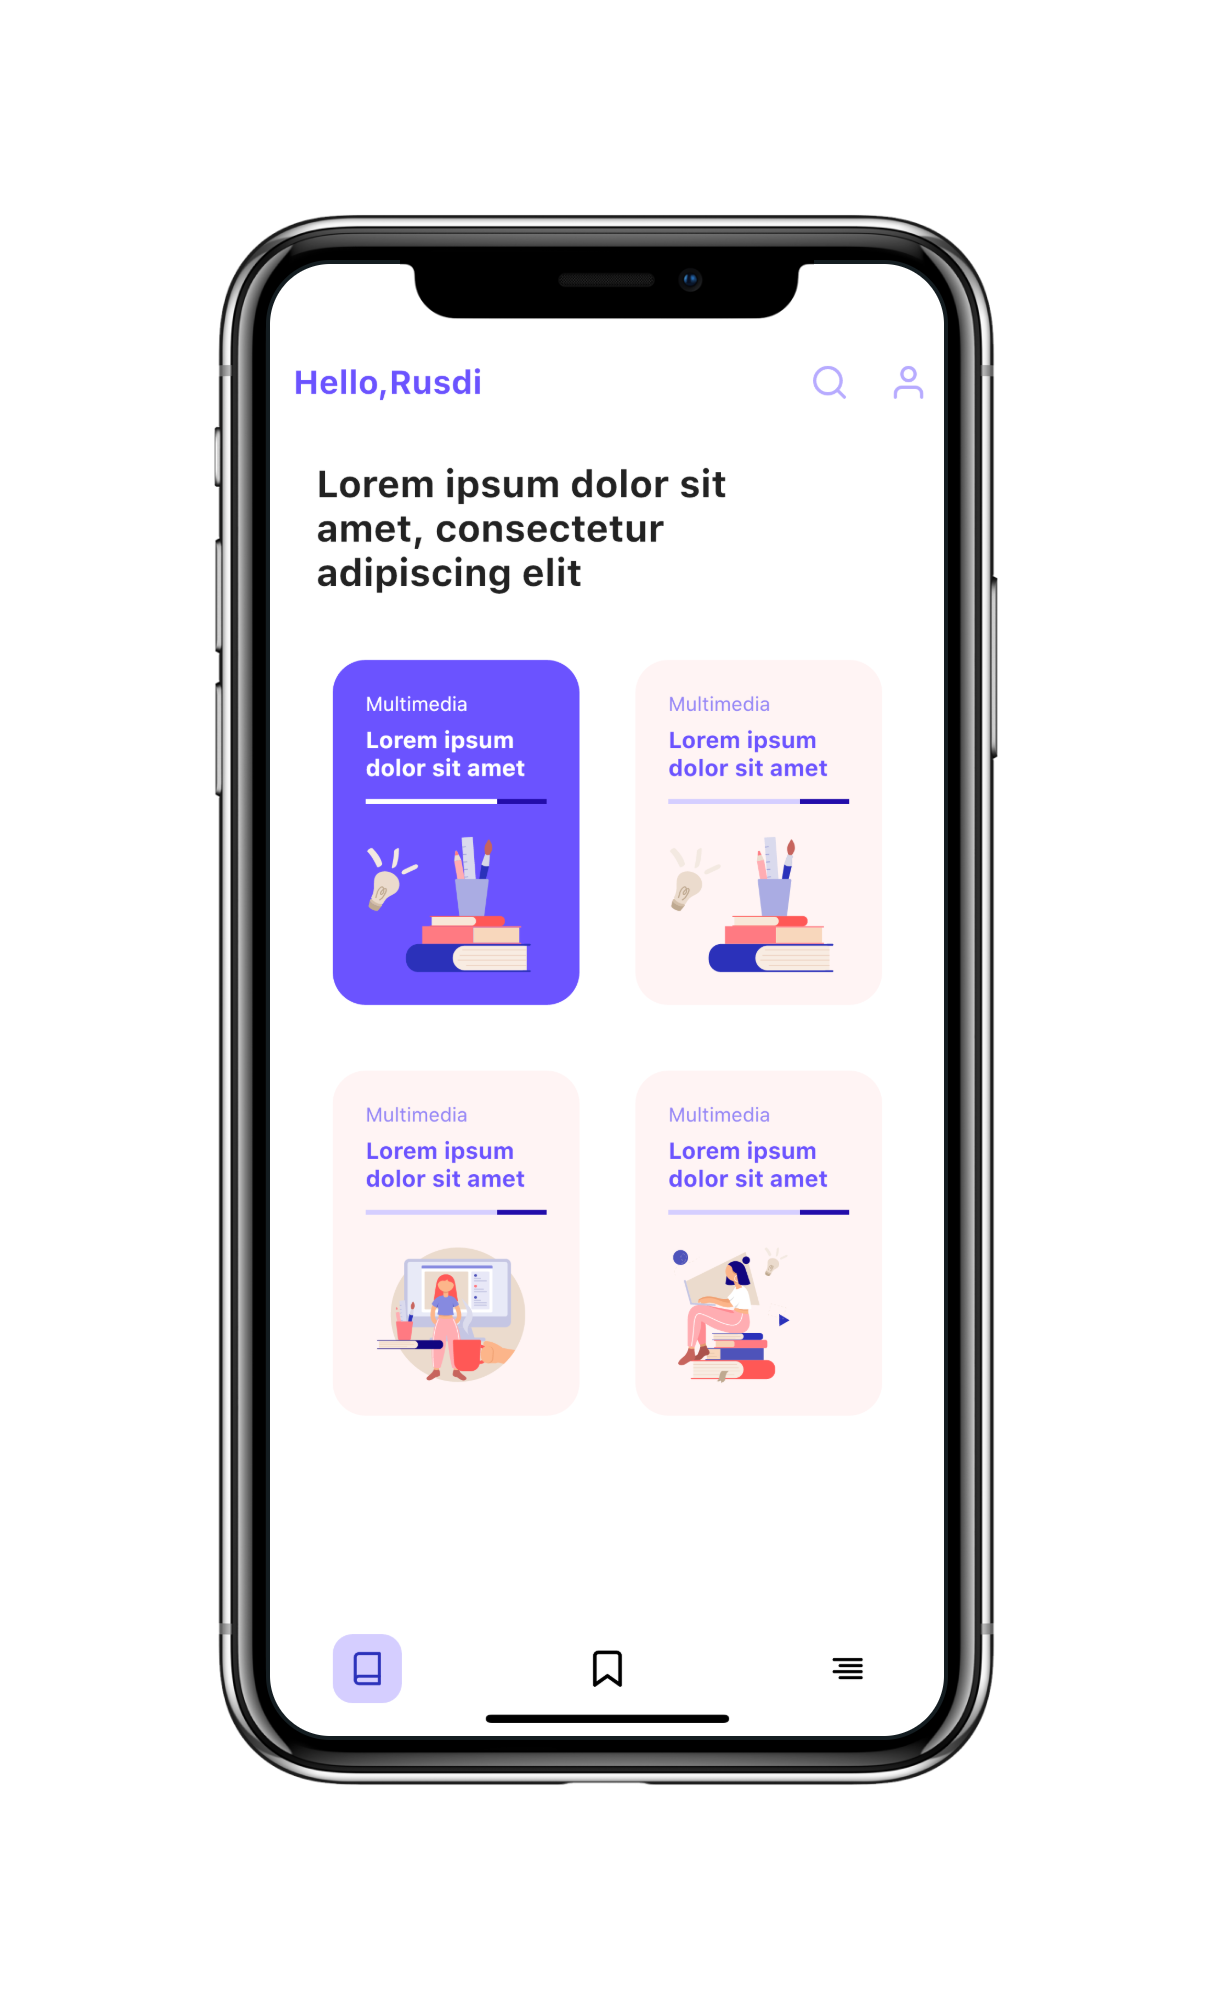 Hello,Rusdi
Lorem ipsum dolor sit
amet, consectetur
adipiscing elit
Multimedia
Lorem ipsum
dolor sit amet
Multimedia
Lorem ipsum
dolor sit amet
Multimedia
Lorem ipsum
dolor sit amet
Multimedia
Lorem ipsum
dolor sit amet